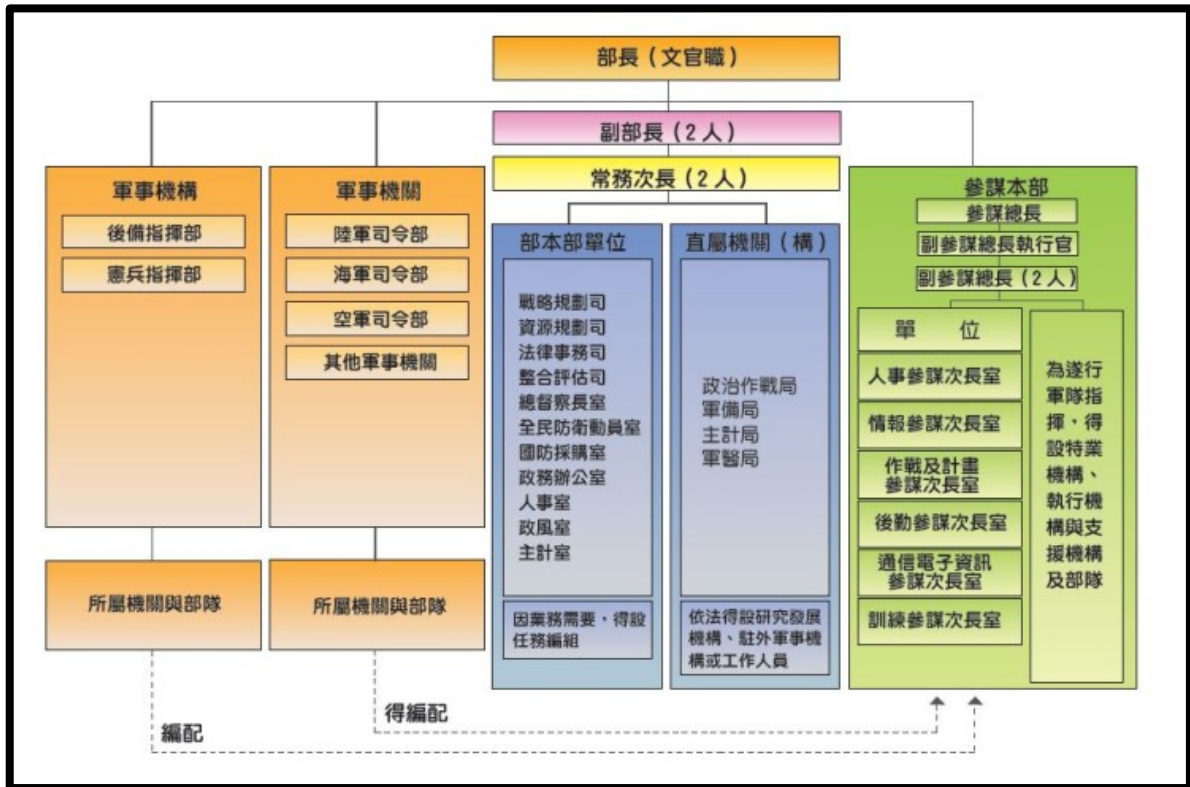 部長（文官職）
副部長（2人）
常務次長（2人）
軍事機構
後備指揮部
憲兵指揮部
所屬機關與部隊
軍事機關
陸軍司令部
海軍司令部
空軍司令部
其他軍事機關
所屬機關與部隊
部本部單位
戰略規劃司
資源規劃司
法律事務司
整合評估司
總督察長室
全民防衛動員室
國防採購室
政務辦公室
人事室
政風室
主計室
因業務需要，得設
任務編組
直屬機關（構）
政治作戰局
軍備局
主計局
軍醫局
依法得設研究發展
機構、駐外軍事機
構或工作人員
參謀本部
參謀總長
副參謀總長執行官
副參謀總長（2人）
單　位
人事參謀次長室
情報參謀次長室
作戰及計畫
參謀次長室
後勤參謀次長室
通信電子資訊
參謀次長室
訓練參謀次長室
為遂行
軍隊指
揮，得
設特業
機構、
執行機
構與支
援機構
及部隊
得編配
編配